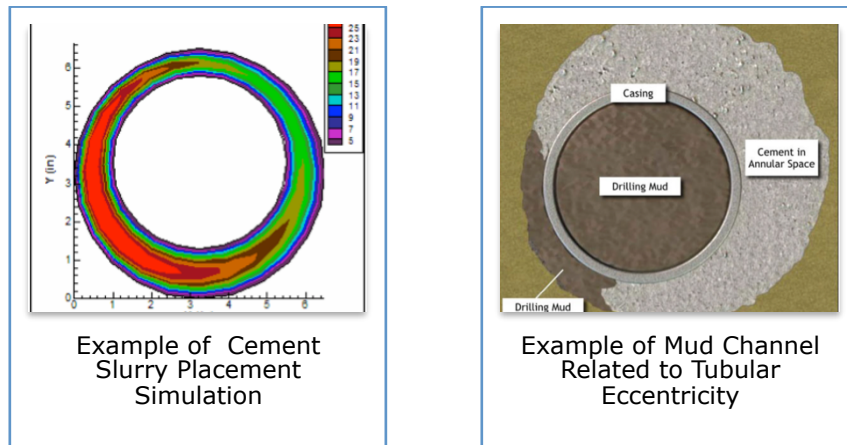 25
23
21
19
17
15
13
11
9
7
5
6
5
4
3
2
1
0
Y (in)
0 1 2 3 4 5 6
Example of Cement
Slurry Placement
Simulation
Casing
Cement in
Annular Space
Drilling Mud
Drilling Mud
Example of Mud Channel
Related to Tubular
Eccentricity